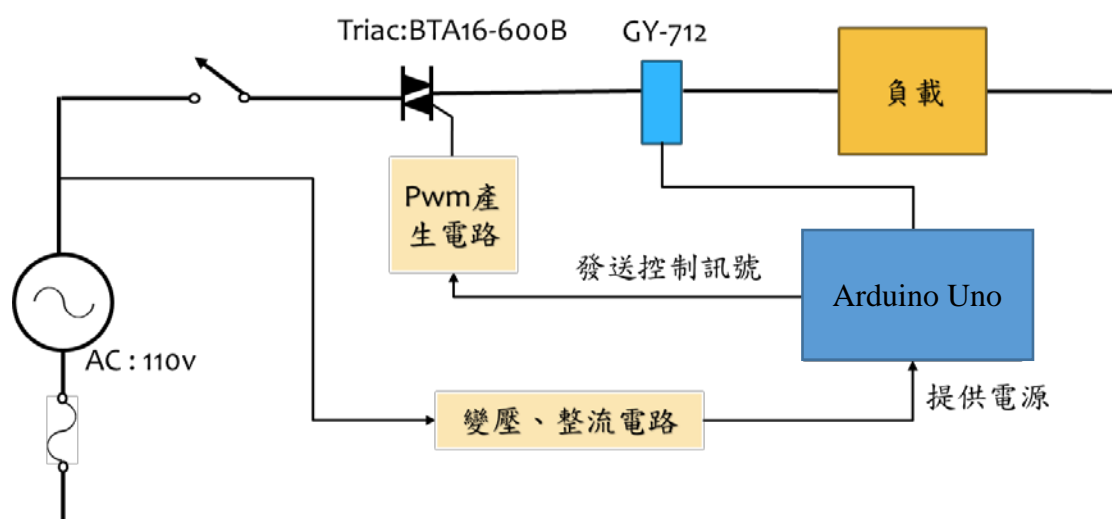 Triac:BTA16-600B
GY-712
負載
Pwm產
生電路
發送控制訊號
Arduino Uno
AC : 110v
提供電源
變壓、整流電路